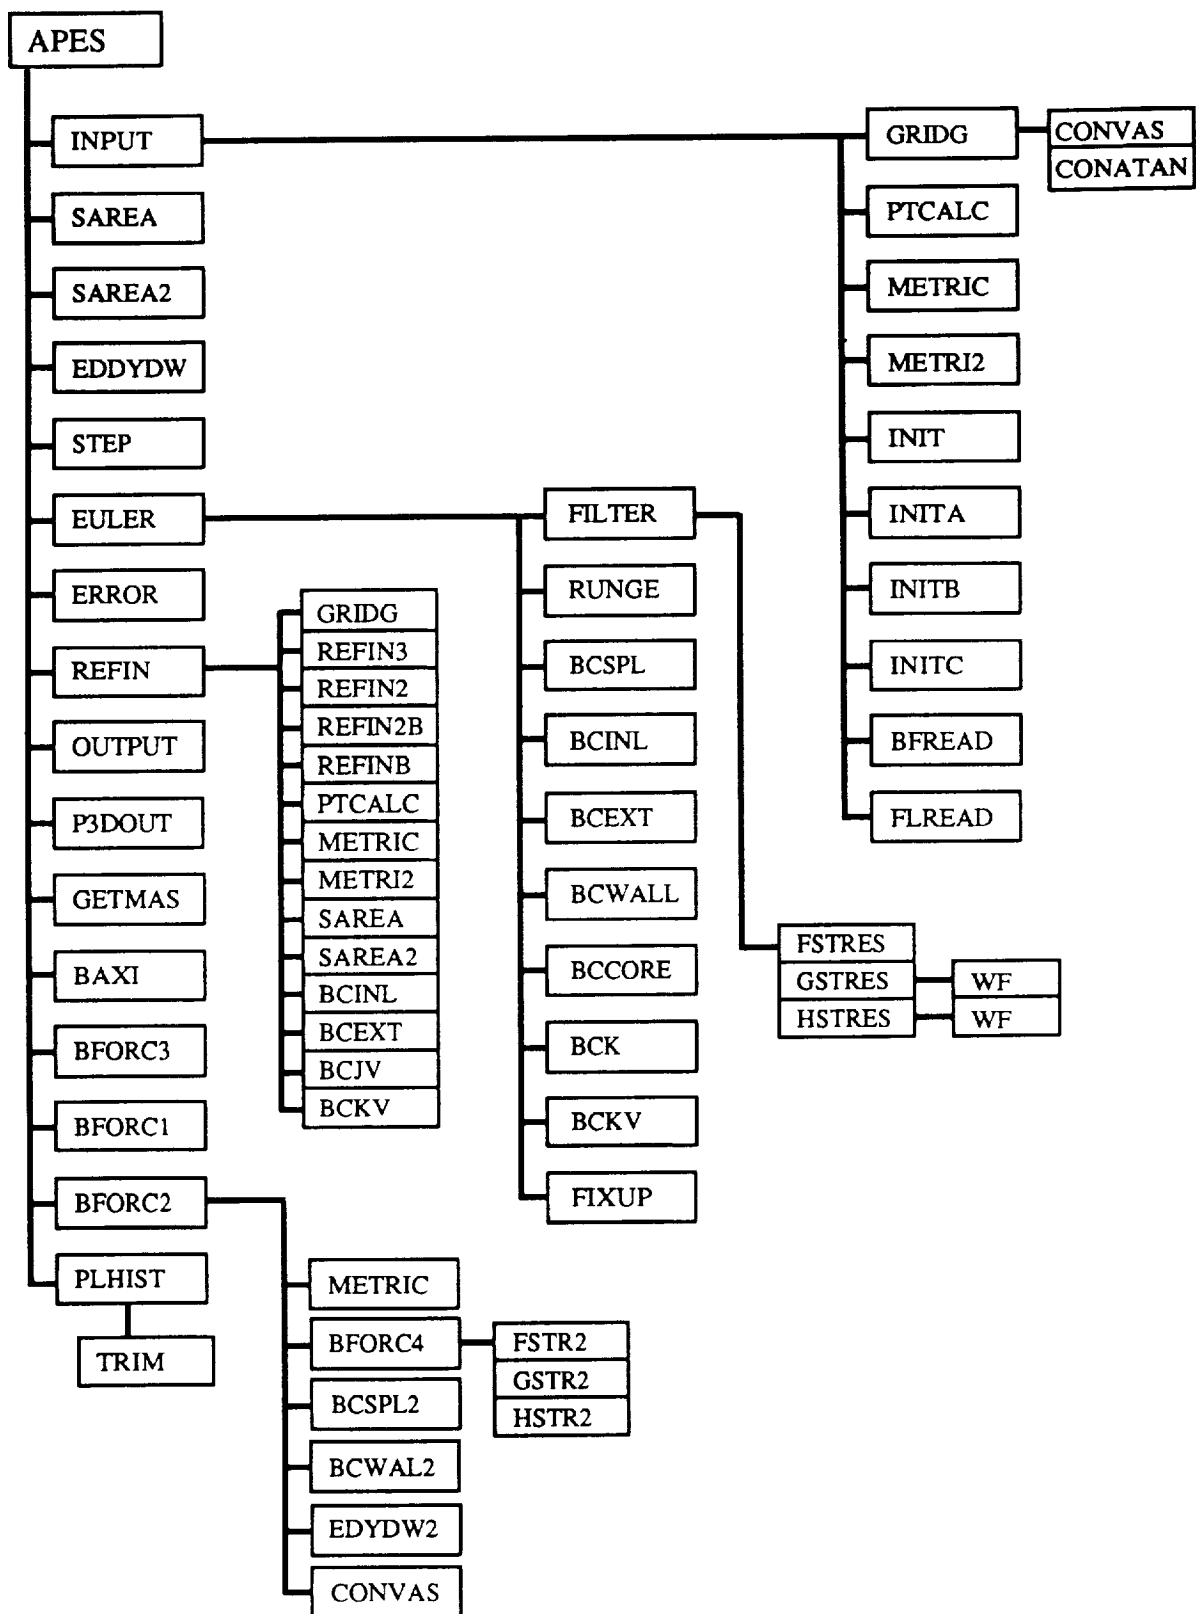 APES
INPUT
SAREA
SAREA2
EDDYDW
STEP
EULER
ERROR
REFIN
OUTPUT
P3DOUT
GETMAS
BAXI
BFORC3
BFORC1
BFORC2
PLHIST
TRIM
GRIDG
REFIN3
REFIN2
REFIN2B
REFINB
PTCALC
METRIC
METRI2
SAREA
SAREA2
BCINL
BCEXT
BCJV
BCKV
METRIC
BFORC4
BCSPL2
BCWAL2
EDYDW2
CONVAS
FSTR2
GSTR2
HSTR2
FILTER
RUNGE
BCSPL
BCINL
BCEXT
BCWALL
BCCORE
BCK
BCKV
FIXUP
FSTRES
GSTRES
HSTRES
WF
WF
GRIDG
PTCALC
METRIC
METRI2
INIT
INITA
INITB
INITC
BFREAD
FLREAD
CONVAS
CONATAN